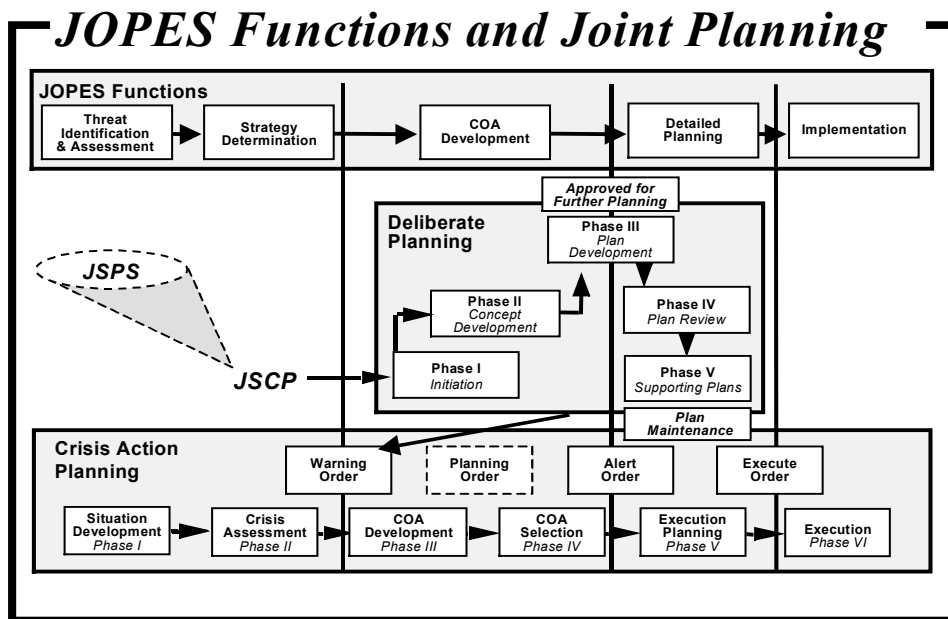 JOPES Functions and Joint Planning
JOPES Functions
Threat
Identification
& Assessment
Strategy
Determination
COA
Development
Detailed
Planning
Implementation
Approved for
Further Planning
Deliberate
Planning
Phase III
Plan
Development
JSPS
Phase II
Concept
Development
Phase IV
Plan Review
JSCP
Phase I
Initiation
Phase V
Supporting Plans
Plan
Maintenance
Crisis Action
Planning
Warning
Order
Planning
Order
Alert
Order
Execute
Order
Situation
Development
Phase I
Crisis
Assessment
Phase II
COA
Development
Phase III
COA
Selection
Phase IV
Execution
Planning
Phase V
Execution
Phase VI